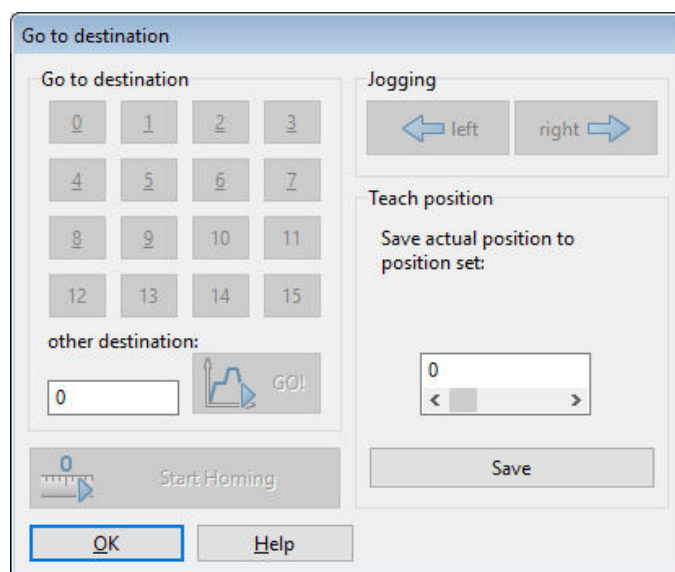 Go to destination
Go to destination
0 1 2 3
4 5 6 7
8 9 10 11
12 13 14 15
other destination:
0
GO!
0
Start Homing
OK
Help
Jogging
left
right
Teach position
Save actual position to
position set:
0
Save